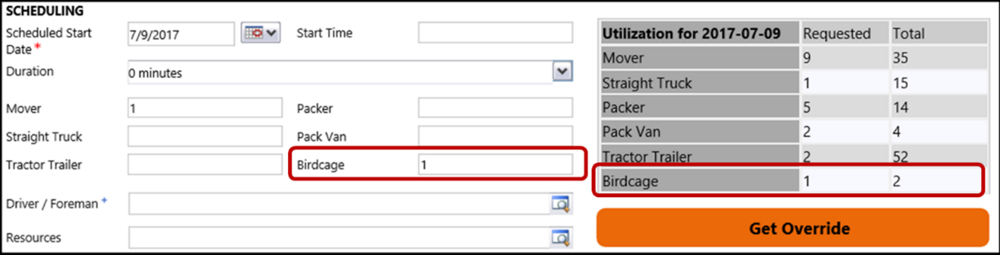 SCHEDULING
Scheduled Start Date* 7/9/2017 Start Time
Duration 0 minutes
Mover 1 Packer
Straight Truck Pack Van
Tractor Trailer Birdcage 1
Driver / Foreman +
Resources
Utilization for 2017-07-09 Requested Total
Mover 9 35
Straight Truck 1 15
Packer 5 14
Pack Van 2 4
Tractor Trailer 2 52
Birdcage 1 2
Get Override